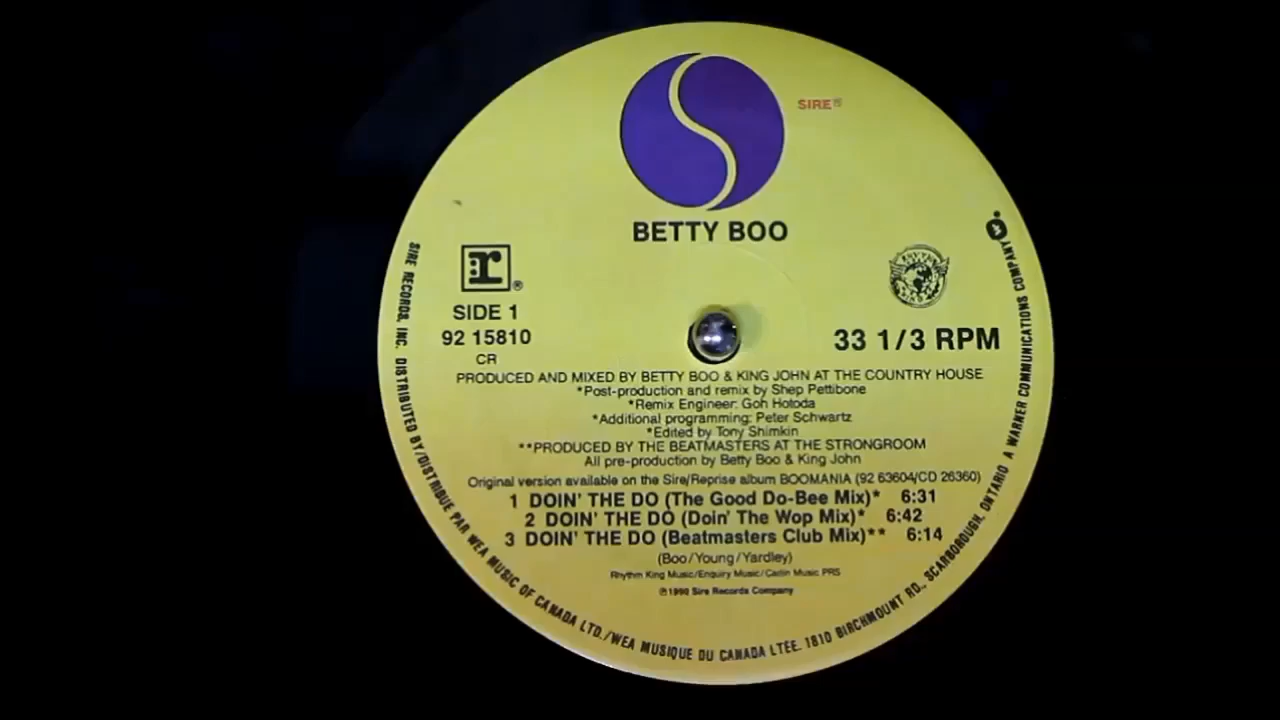 SIRE®
BETTY BOO
r®
SIDE 1
92 15810
CR
33 1/3 RPM
PRODUCED AND MIXED BY BETTY BOO & KING JOHN AT THE COUNTRY HOUSE
*Post-production and remix by Shep Pettibone
*Remix Engineer: Goh Hotoda
*Additional programming: Peter Schwartz
*Edited by Tony Shimkin
**PRODUCED BY THE BEATMASTERS AT THE STRONGROOM
All pre-production by Betty Boo & King John
Original version available on the Sire/Reprise album BOOMANIA (92 63604/CD 26360)
1 DOIN' THE DO (The Good Do-Bee Mix)* 6:31
2 DOIN' THE DO (Doin' The Wop Mix)* 6:42
3 DOIN' THE DO (Beatmasters Club Mix)** 6:14
(Boo/Young/Yardley)
Rhythm King Music/Enquiry Music/Carlin Music PRS
℗1990 Sire Records Company
SIRE RECORDS, INC. DISTRIBUTED BY/DISTRIBUE PAR WEA MUSIC OF CANADA LTD./WEA MUSIQUE DU CANADA LTÉE. 1810 BIRCHMOUNT RD., SCARBOROUGH, ONTARIO A WARNER COMMUNICATIONS COMPANY